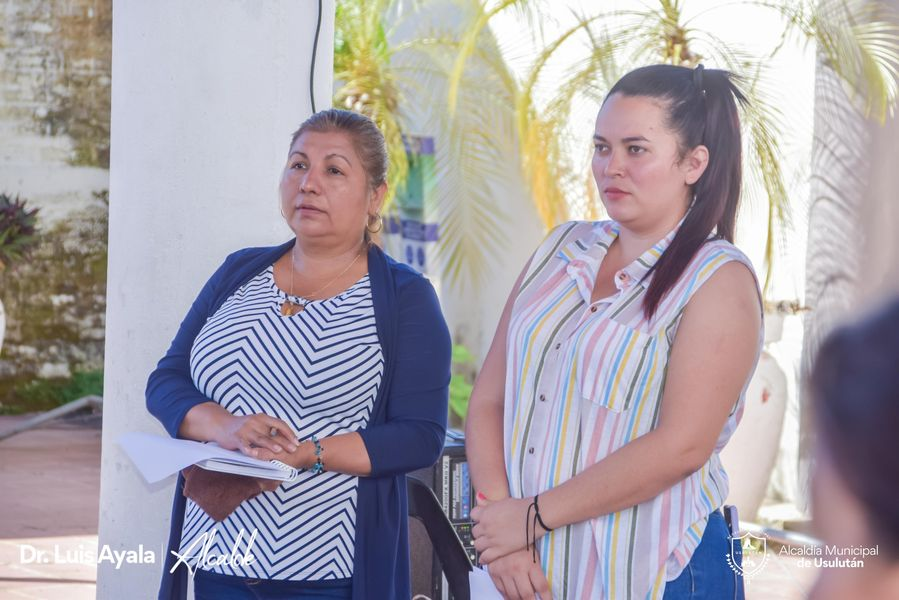 Dr. Luis Ayala | Alcalde
Alcaldía Municipal
de Usulután